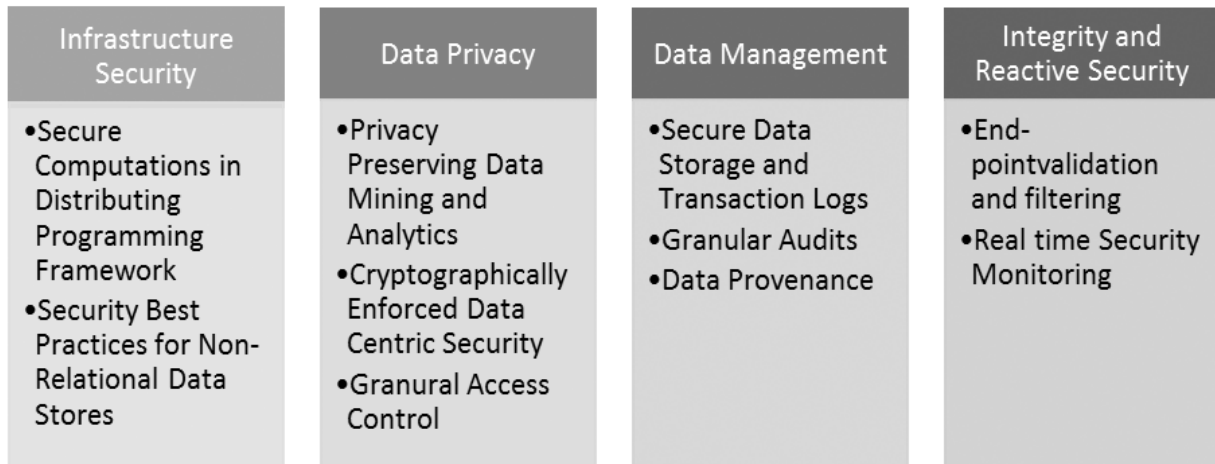 Infrastructure
Security
•Secure
Computations in
Distributing
Programming
Framework
•Security Best
Practices for Non-
Relational Data
Stores
Data Privacy
•Privacy
Preserving Data
Mining and
Analytics
•Cryptographically
Enforced Data
Centric Security
•Granural Access
Control
Data Management
•Secure Data
Storage and
Transaction Logs
•Granular Audits
•Data Provenance
Integrity and
Reactive Security
•End-
pointvalidation
and filtering
•Real time Security
Monitoring